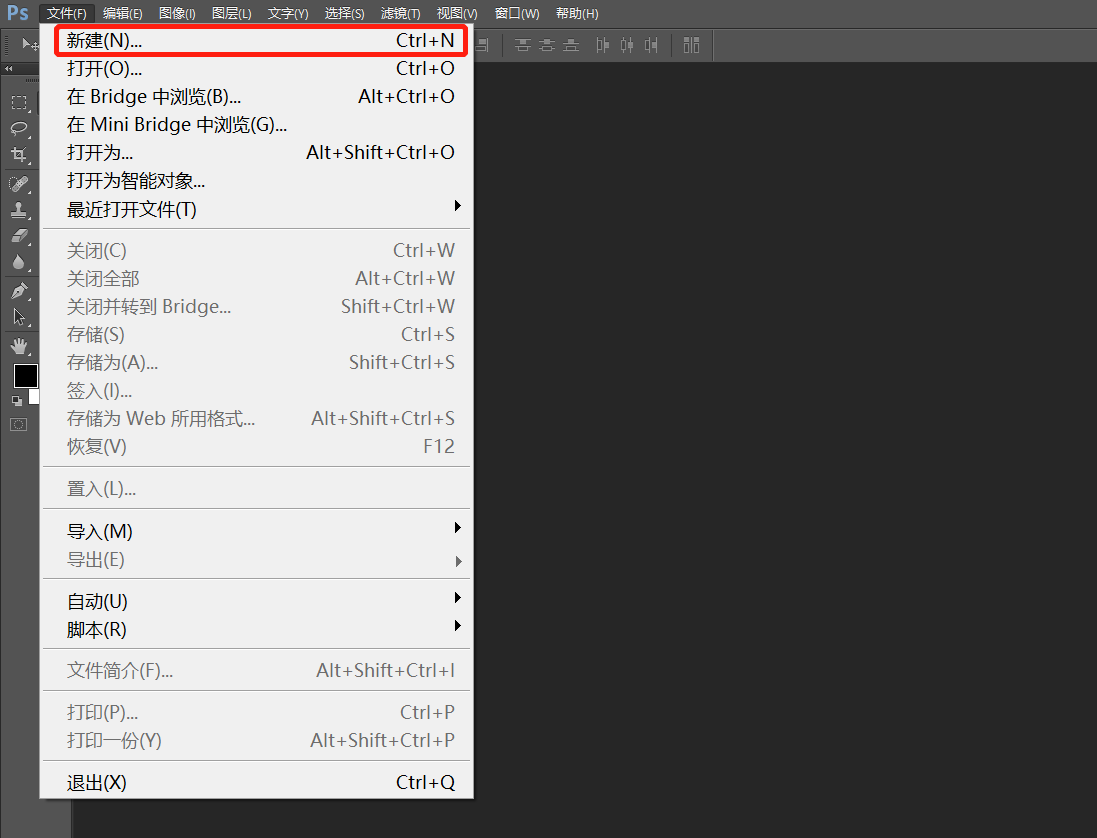 Ps 文件(F) 编辑(E) 图像(I) 图层(L) 文字(Y) 选择(S) 滤镜(T) 视图(V) 窗口(W) 帮助(H)
新建(N)... Ctrl+N
打开(O)... Ctrl+O
在 Bridge 中浏览(B)... Alt+Ctrl+O
在 Mini Bridge 中浏览(G)...
打开为... Alt+Shift+Ctrl+O
打开为智能对象...
最近打开文件(T)
关闭(C) Ctrl+W
关闭全部 Alt+Ctrl+W
关闭并转到 Bridge... Shift+Ctrl+W
存储(S) Ctrl+S
存储为(A)... Shift+Ctrl+S
签入(I)...
存储为 Web 所用格式... Alt+Shift+Ctrl+S
恢复(V) F12
置入(L)...
导入(M)
导出(E)
自动(U)
脚本(R)
文件简介(F)... Alt+Shift+Ctrl+I
打印(P)... Ctrl+P
打印一份(Y) Alt+Shift+Ctrl+P
退出(X) Ctrl+Q